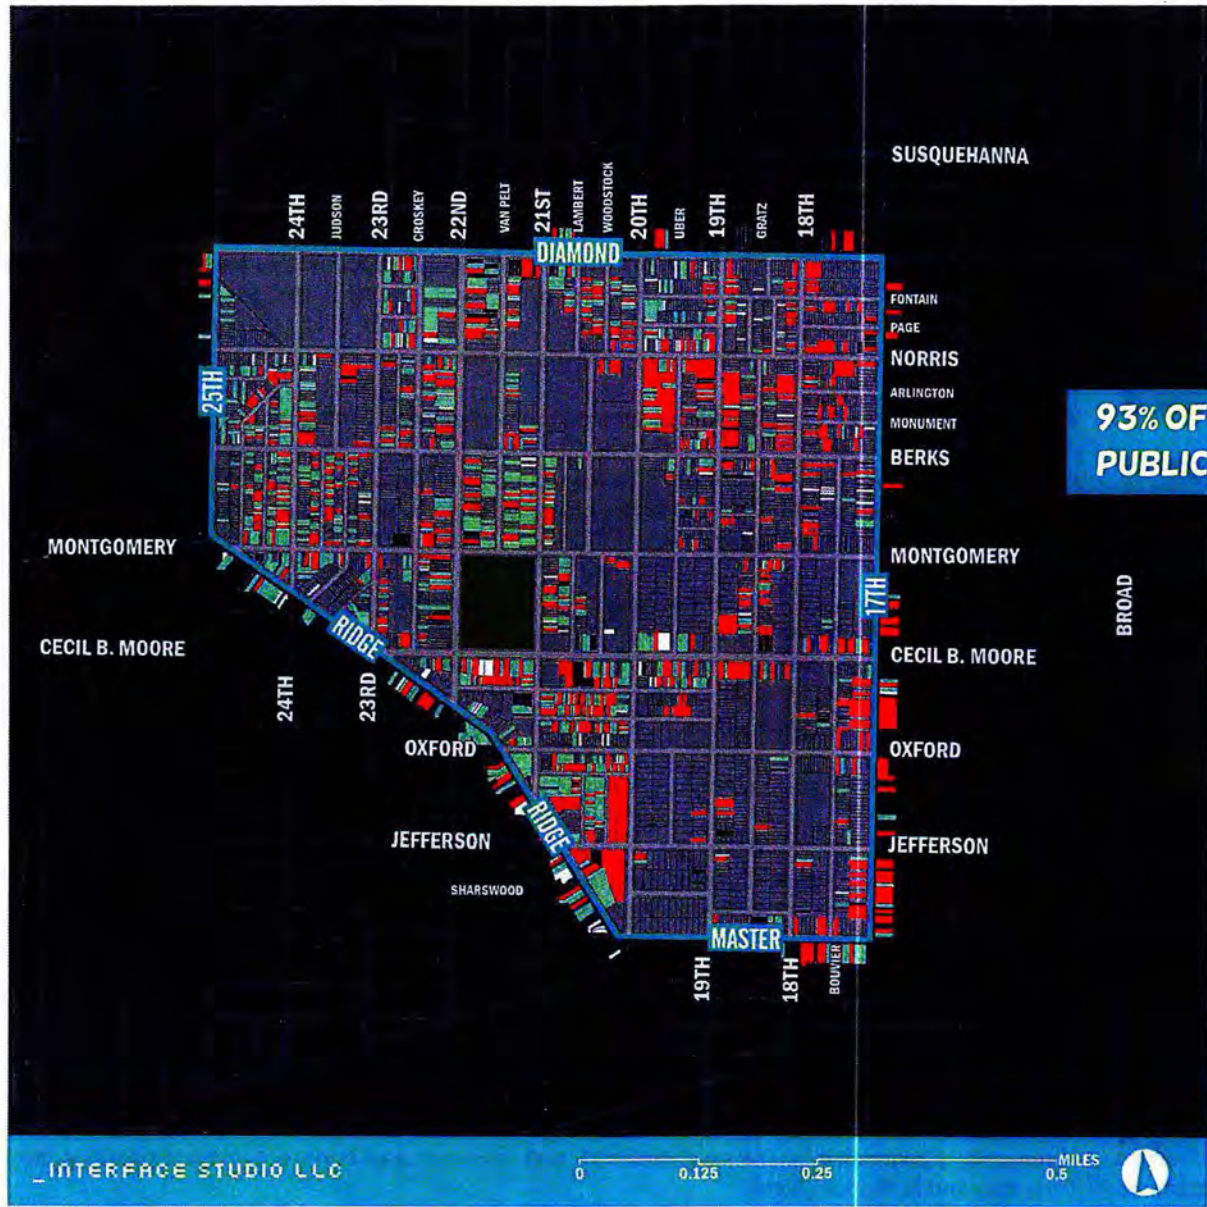 SUSQUEHANNA
24TH
JUDSON
23RD
CROSKEY
22ND
VAN PELT
21ST
LAMBERT
WOODSTOCK
20TH
UBER
19TH
GRATZ
18TH
DIAMOND
FONTAIN
PAGE
NORRIS
25TH
ARLINGTON
MONUMENT
BERKS
93% OF
PUBLIC
_MONTGOMERY
MONTGOMERY
17TH
BROAD
RIDGE
CECIL B. MOORE
CECIL B. MOORE
24TH
23RD
OXFORD
OXFORD
RIDGE
JEFFERSON
JEFFERSON
SHARSWOOD
MASTER
19TH
18TH
BOUVIER
_INTERFACE STUDIO LLC
0
0.125
0.25
0.5
MILES